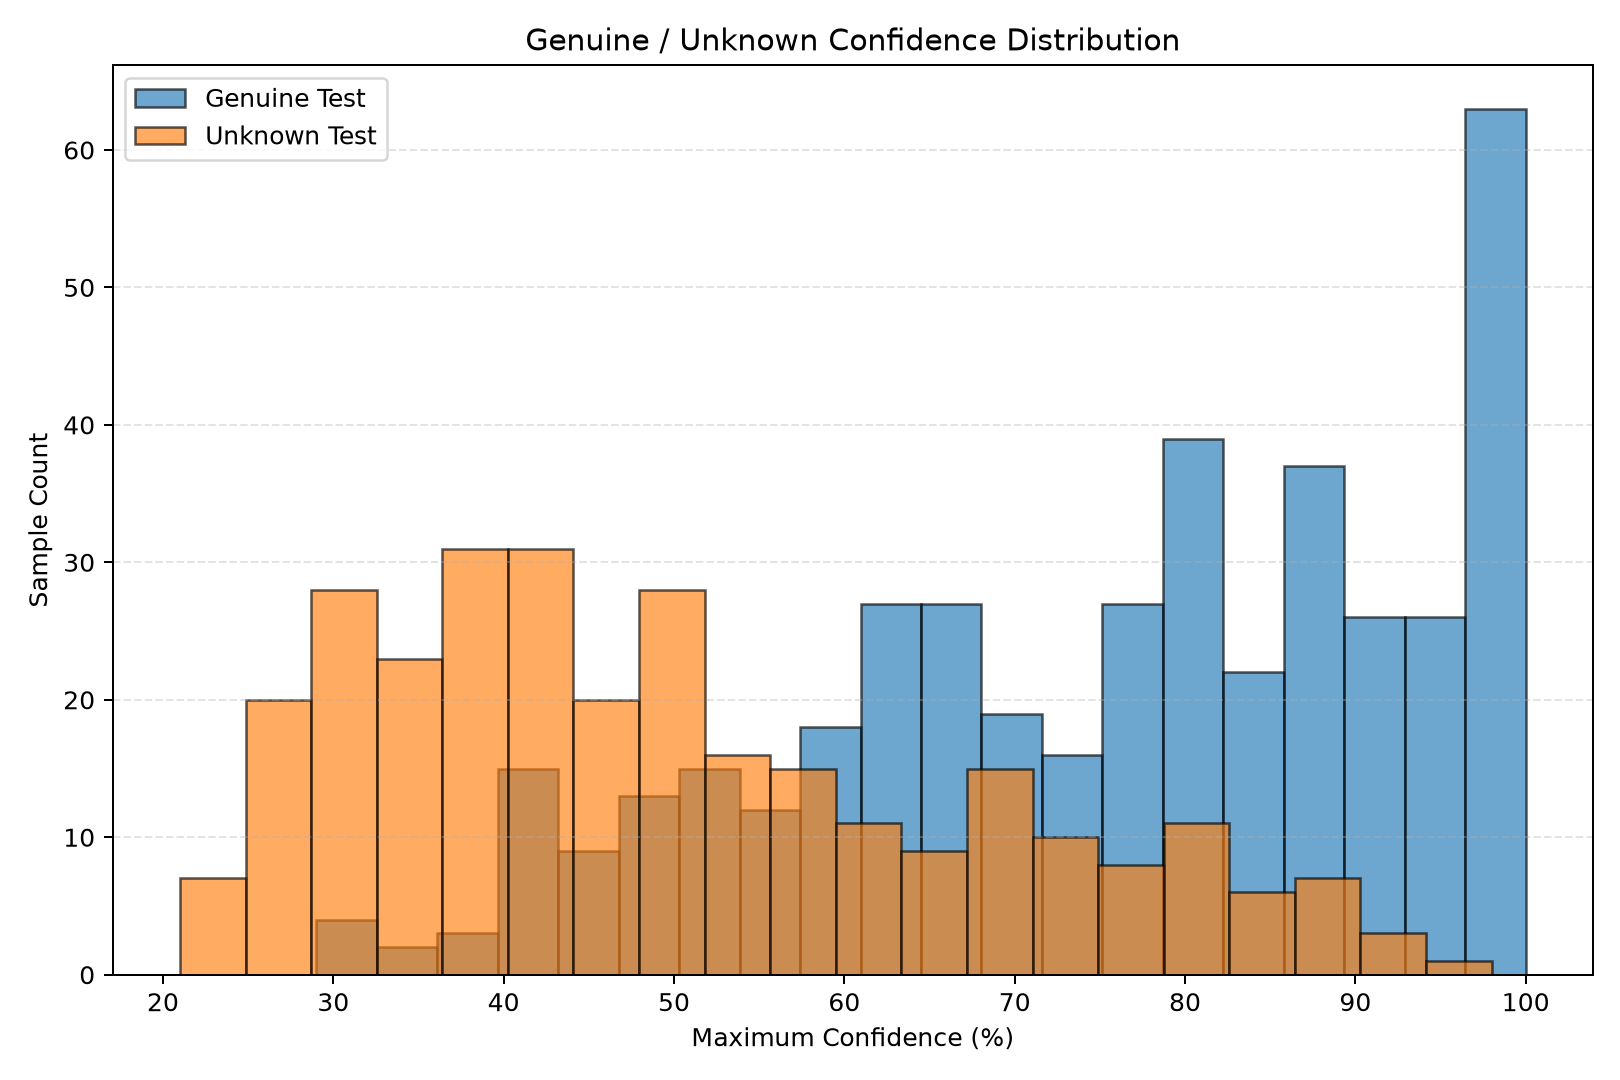 Genuine / Unknown Confidence Distribution
Genuine Test
Unknown Test
Sample Count
60
50
40
30
20
10
0
20 30 40 50 60 70 80 90 100
Maximum Confidence (%)